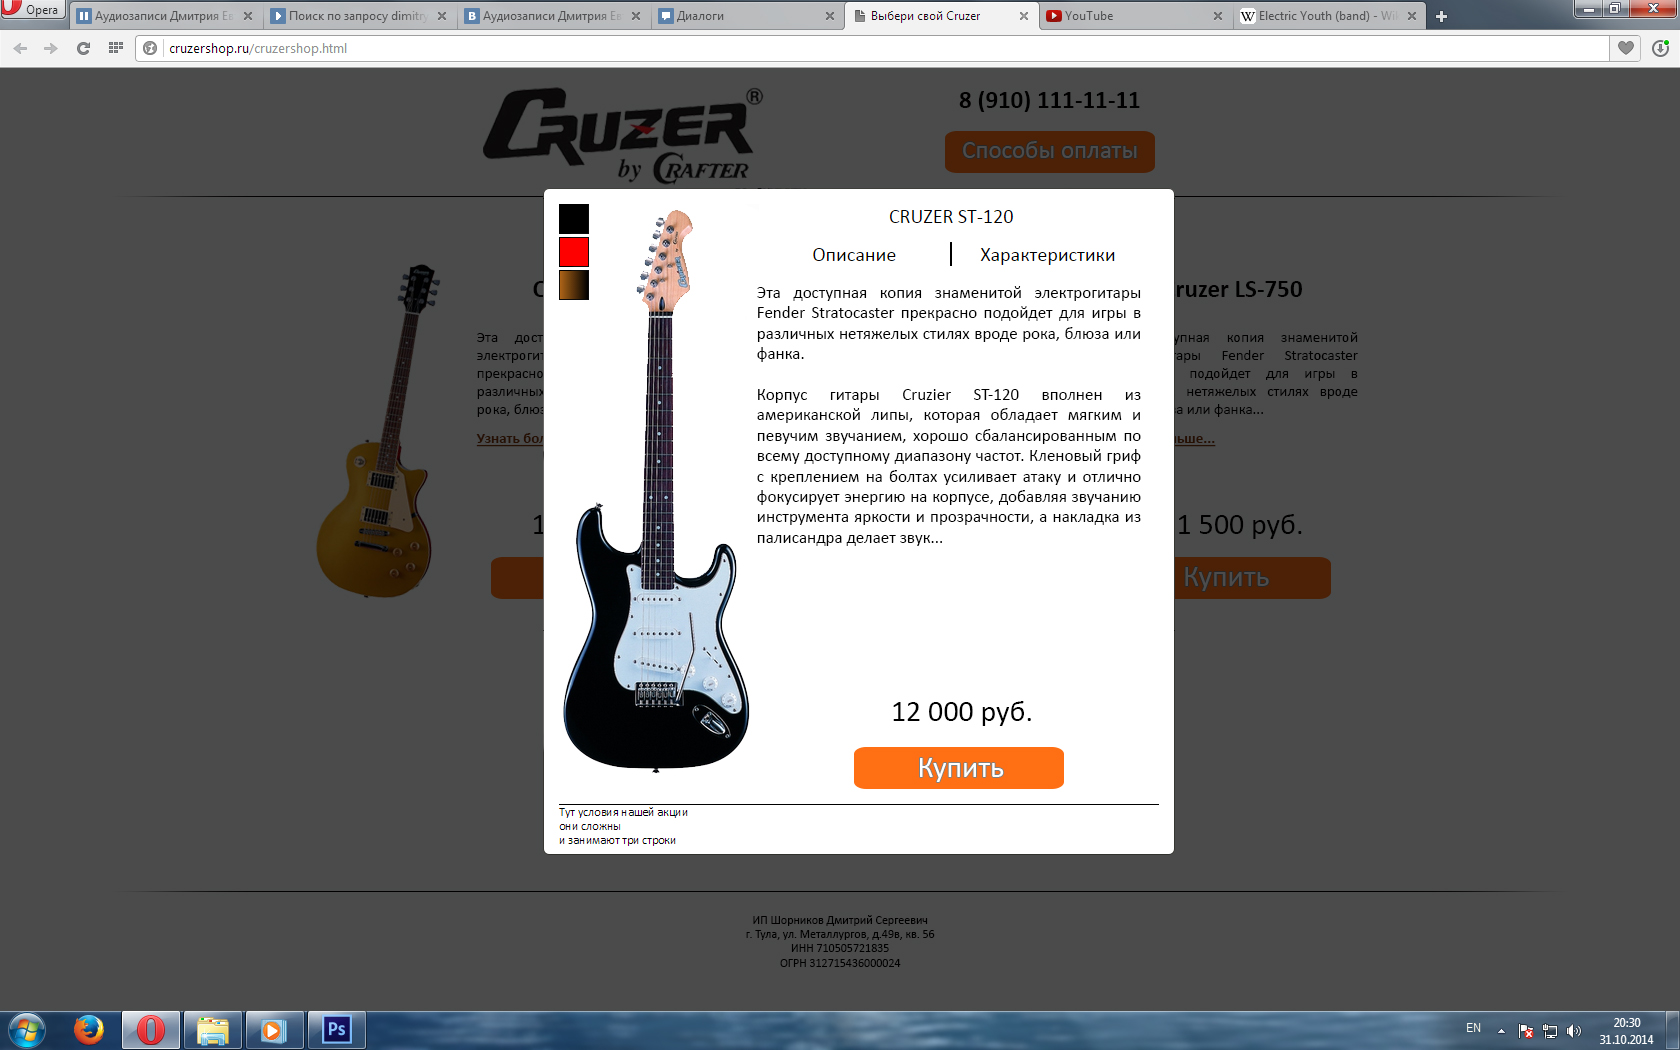 Opera
Аудиозаписи Дмитрия Ев
Поиск по запросу dimitry
Аудиозаписи Дмитрия Ев
Диалоги
Выбери свой Cruzer
YouTube
Electric Youth (band) - Wi
cruzershop.ru/cruzershop.html
CRUZER®
by CRAFTER
8 (910) 111-11-11
Способы оплаты
CRUZER ST-120
Описание
Характеристики
Эта доступная копия знаменитой электрогитары
Fender Stratocaster прекрасно подойдет для игры в
различных нетяжелых стилях вроде рока, блюза или
фанка.
Корпус гитары Cruzier ST-120 вполнен из
американской липы, которая обладает мягким и
певучим звучанием, хорошо сбалансированным по
всему доступному диапазону частот. Кленовый гриф
с креплением на болтах усиливает атаку и отлично
фокусирует энергию на корпусе, добавляя звучанию
инструмента яркости и прозрачности, а накладка из
палисандра делает звук...
12 000 руб.
Купить
Тут условия нашей акции
они сложны
и занимают три строки
Эта дост
электрогит
прекрасно
различных
рока, блюз
Узнать бол
1
ruzer LS-750
упная копия знаменитой
ары Fender Stratocaster
подойдет для игры в
нетяжелых стилях вроде
за или фанка...
ьше...
1 500 руб.
Купить
ИП Шорников Дмитрий Сергеевич
г. Тула, ул. Металлургов, д.49в, кв. 56
ИНН 710505721835
ОГРН 312715436000024
Ps
EN
20:30
31.10.2014